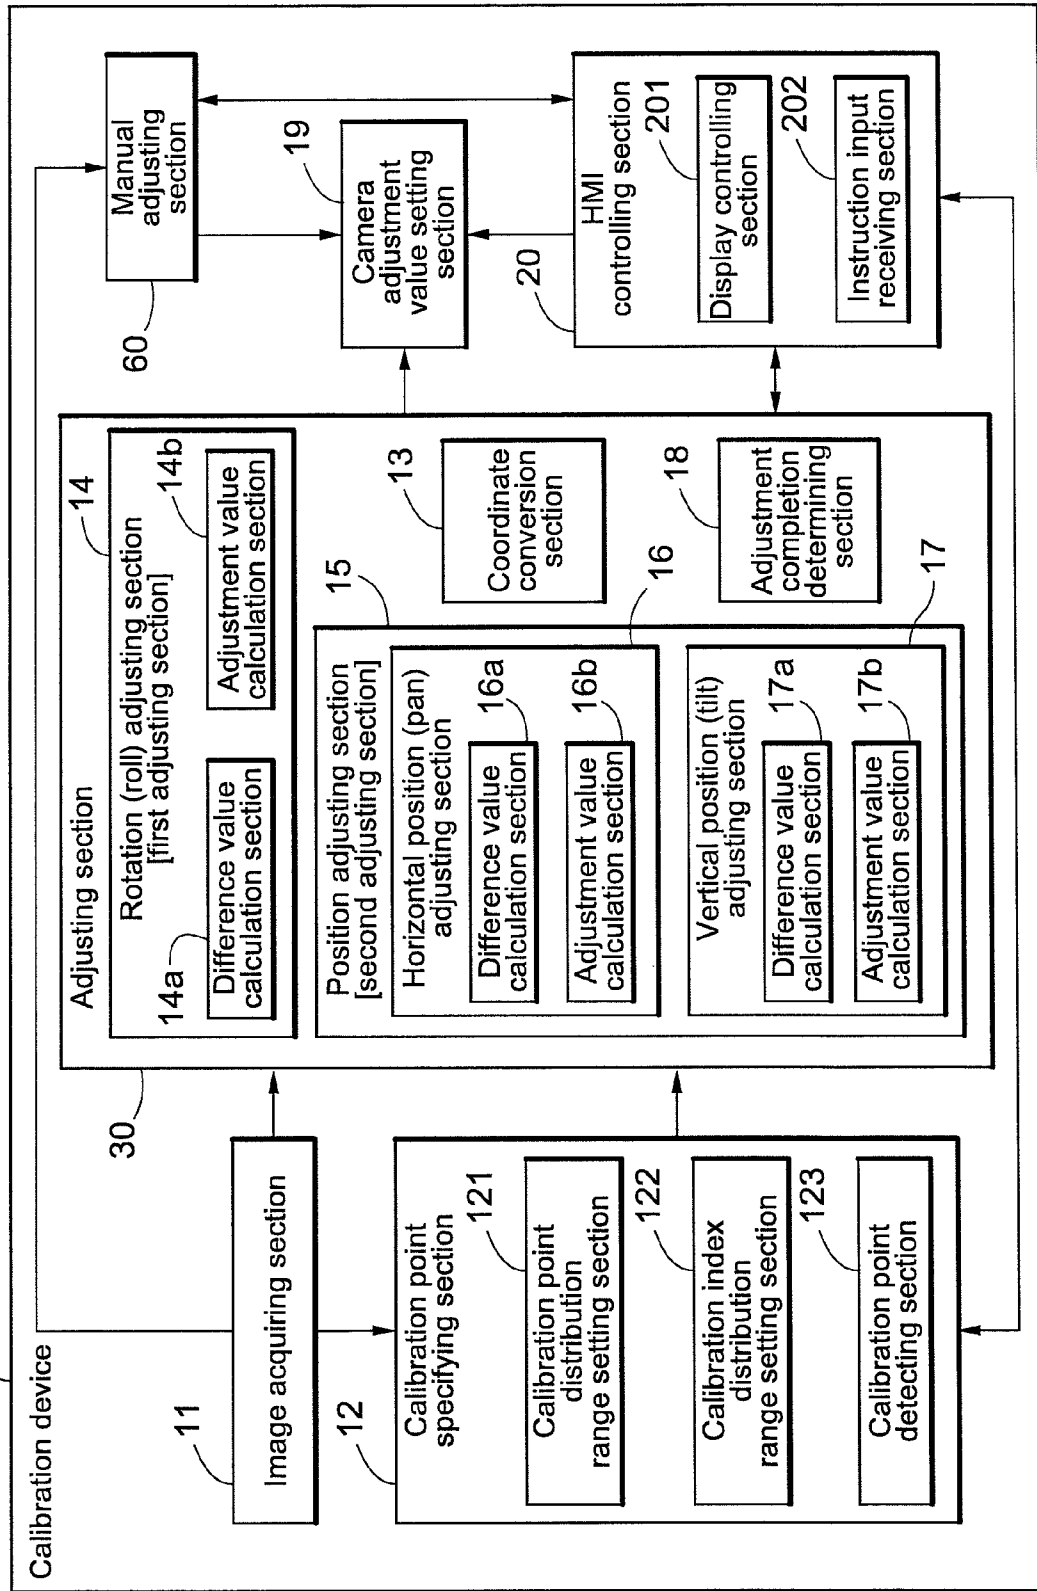 Calibration device
11
Image acquiring section
12
Calibration point
specifying section
121
Calibration point
distribution
range setting section
122
Calibration index
distribution
range setting section
123
Calibration point
detecting section
30
Adjusting section
14
Rotation (roll) adjusting section
[first adjusting section]
14a
Difference value
calculation section
14b
Adjustment value
calculation section
15
Position adjusting section
[second adjusting section]
16
Horizontal position (pan)
adjusting section
16a
Difference value
calculation section
16b
Adjustment value
calculation section
17
Vertical position (tilt)
adjusting section
17a
Difference value
calculation section
17b
Adjustment value
calculation section
13
Coordinate
conversion
section
18
Adjustment
completion
determining
section
60
Manual
adjusting
section
19
Camera
adjustment
value setting
section
20
HMI
controlling section
201
Display controlling
section
202
Instruction input
receiving section